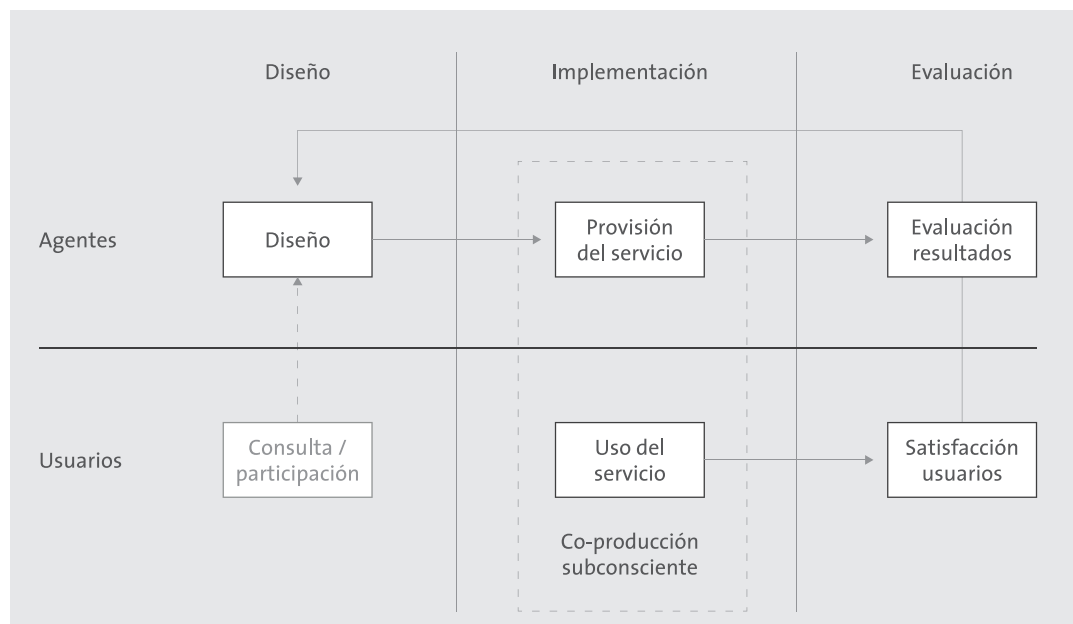 Diseño
Implementación
Evaluación
Agentes
Diseño
Provisión
del servicio
Evaluación
resultados
Usuarios
Consulta /
participación
Uso del
servicio
Satisfacción
usuarios
Co-producción
subconsciente